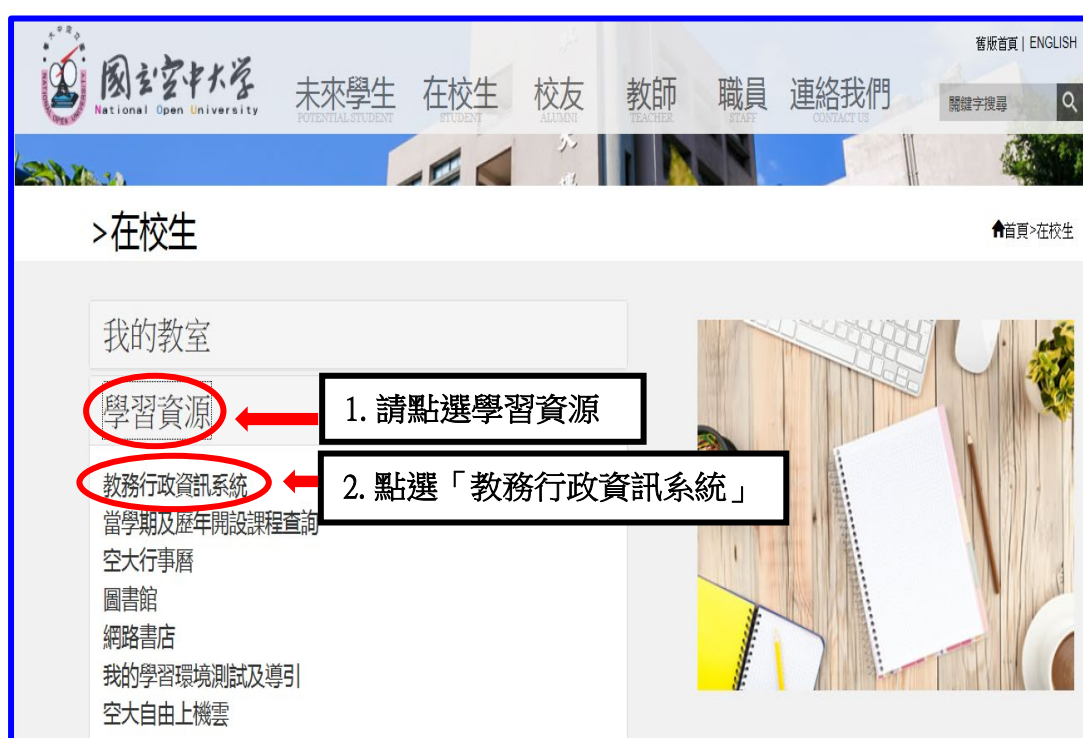 舊版首頁 | ENGLISH
國立空中大學
National Open University
未來學生 在校生 校友 教師 職員 連絡我們
POTENTIAL STUDENT STUDENT ALUMNI TEACHER STAFF CONTACT US
關鍵字搜尋
>在校生
首頁>在校生
我的教室
學習資源
1. 請點選學習資源
教務行政資訊系統
2. 點選「教務行政資訊系統」
當學期及歷年開設課程查詢
空大行事曆
圖書館
網路書店
我的學習環境測試及導引
空大自由上機雲